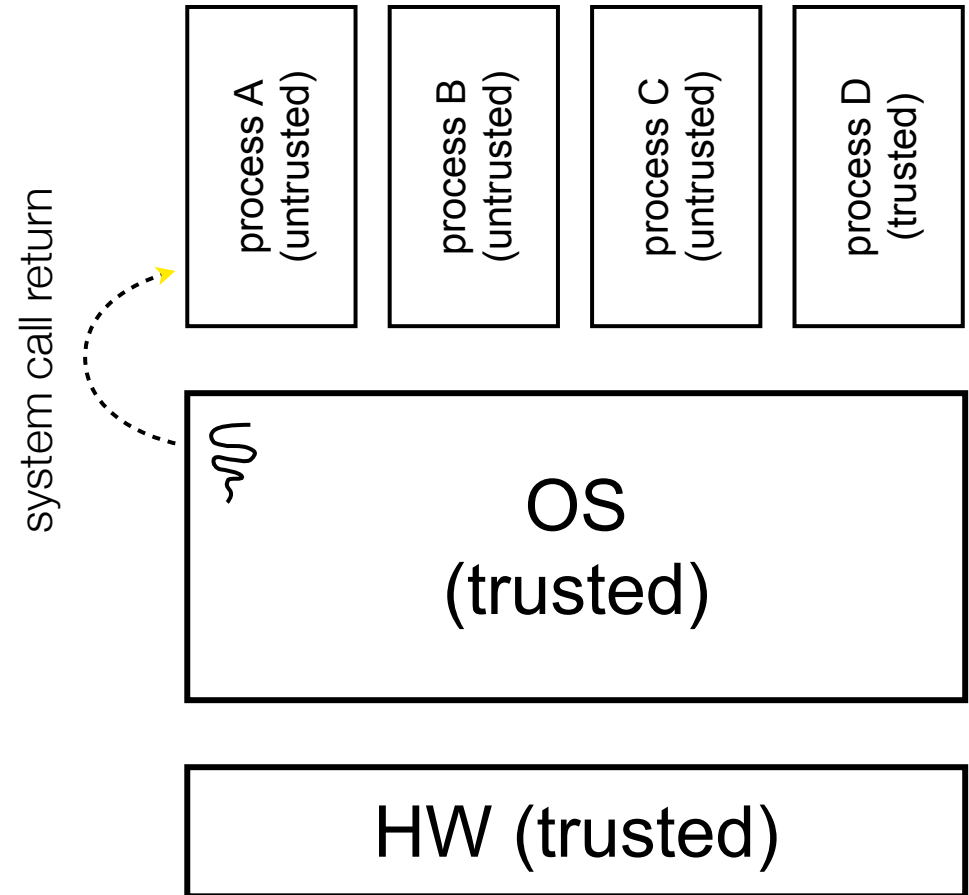 process A
(untrusted)
process B
(untrusted)
process C
(untrusted)
process D
(trusted)
system call return
OS
(trusted)
HW (trusted)